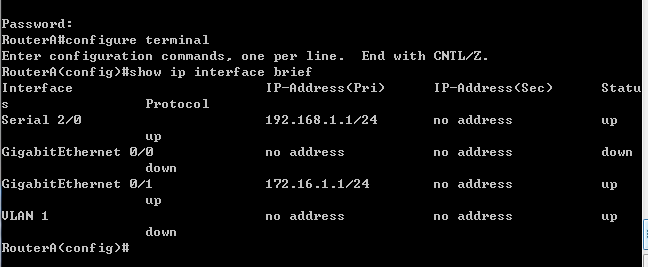 Password:
RouterA#configure terminal
Enter configuration commands, one per line.  End with CNTL/Z.
RouterA(config)#show ip interface brief
Interface                        IP-Address(Pri)      IP-Address(Sec)      Statu
s                 Protocol
Serial 2/0                       192.168.1.1/24       no address           up
                  up
GigabitEthernet 0/0              no address           no address           down
                  down
GigabitEthernet 0/1              172.16.1.1/24        no address           up
                  up
VLAN 1                           no address           no address           up
                  down
RouterA(config)#